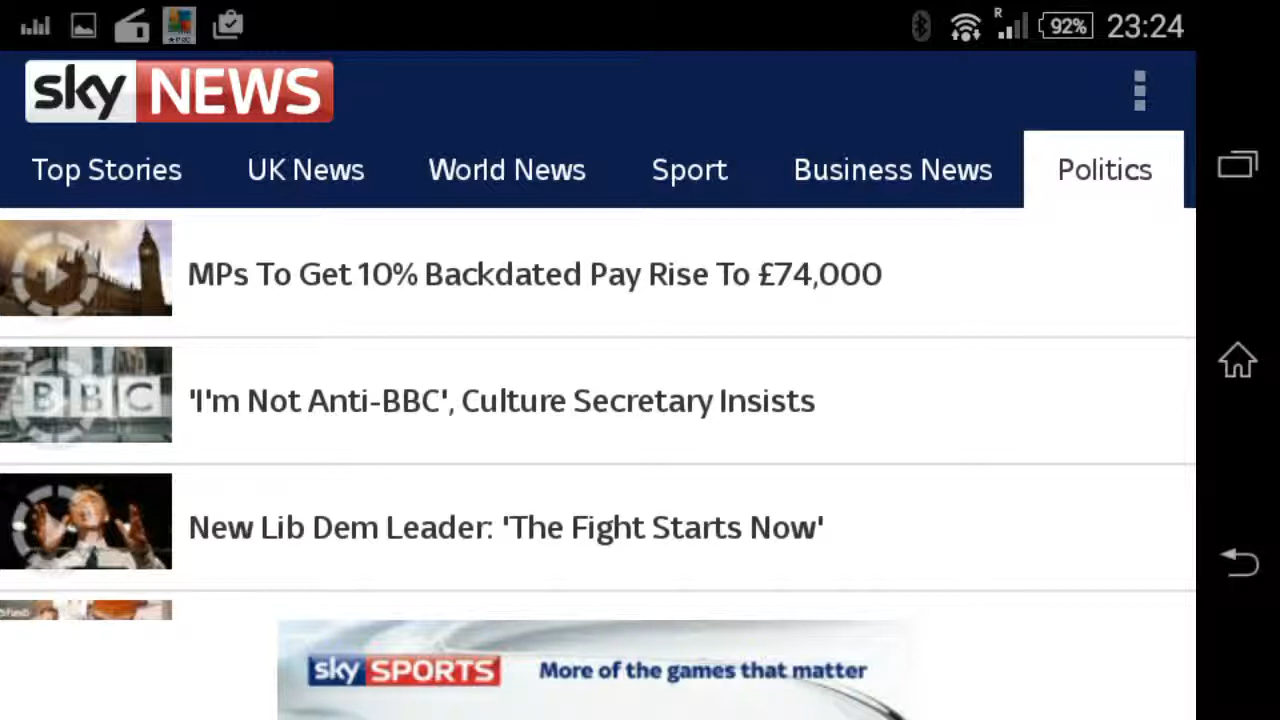 R
92%
23:24
sky NEWS
Top Stories
UK News
World News
Sport
Business News
Politics
MPs To Get 10% Backdated Pay Rise To £74,000
BBC
'I'm Not Anti-BBC', Culture Secretary Insists
New Lib Dem Leader: 'The Fight Starts Now'
sky SPORTS
More of the games that matter